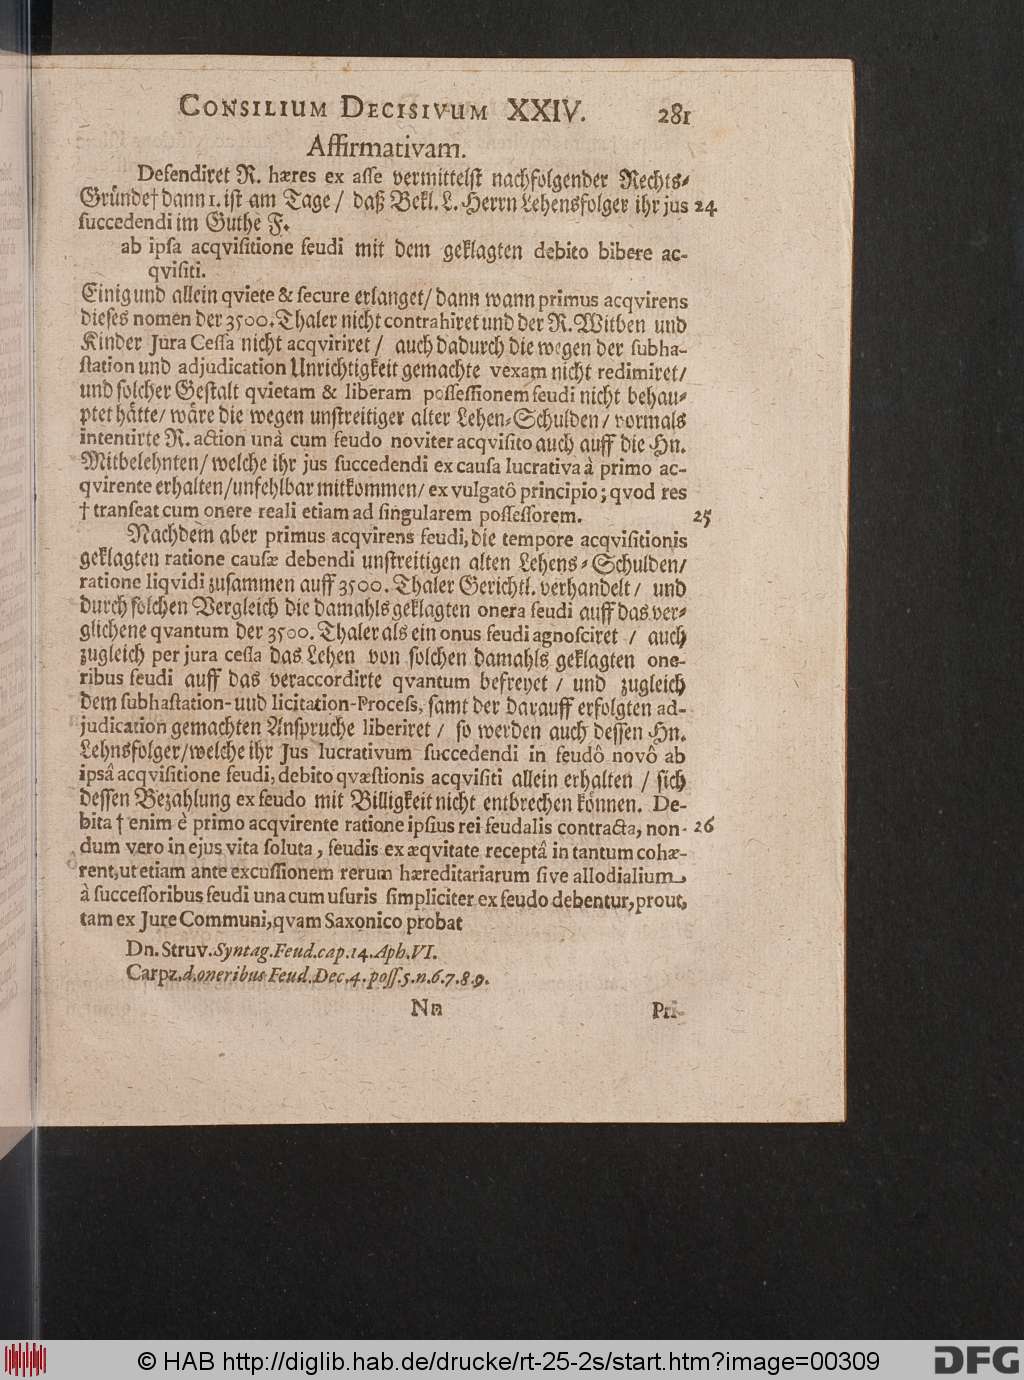 CONSILIUM DECISIVUM XXIV. 281
Affirmativam.
Defendiret R. hæres ex asse vermittelst nachfolgender Rechts-
Gründe† dann 1. ist am Tage / daß Bekl. L. Herrn Lehensfolger ihr jus 24
succedendi im Guthe F.
ab ipsa acqvisitione feudi mit dem geklagten debito bibere ac-
qvisiti.
Einig und allein qviete & secure erlanget / dann wann primus acqvirens
dieses nomen der 3500. Thaler nicht contrahiret und der R. Witben und
Kinder Jura Cessa nicht acqviriret / auch dadurch die wegen der subha-
station und adjudication Unrichtigkeit gemachte vexam nicht redimiret /
und solcher Gestalt qvietam & liberam possessionem feudi nicht behau-
ptet hätte / wäre die wegen unstreitiger alter Lehen-Schulden / vormals
intentirte R. action unâ cum feudo noviter acqvisito auch auff die Hn.
Mitbelehnten / welche ihr jus succedendi ex causa lucrativa à primo ac-
qvirente erhalten / unfehlbar mitkommen / ex vulgatô principio; qvod res
† transeat cum onere reali etiam ad singularem possessorem. 25
Nachdem aber primus acqvirens feudi, die tempore acqvisitionis
geklagten ratione causæ debendi unstreitigen alten Lehens-Schulden /
ratione liqvidi zusammen auff 3500. Thaler Gerichtl. verhandelt / und
durch solchen Vergleich die damahls geklagten onera feudi auff das ver-
glichene qvantum der 3500. Thaler als ein onus feudi agnosciret / auch
zugleich per jura cessa das Lehen von solchen damahls geklagten one-
ribus feudi auff das veraccordirte qvantum befreyet / und zugleich
dem subhastation- und licitation-Process, samt der darauff erfolgten ad-
judication gemachten Anspruche liberiret / so werden auch dessen Hn.
Lehnsfolger / welche ihr Jus lucrativum succedendi in feudô novô ab
ipsâ acqvisitione feudi, debito qvæstionis acqvisiti allein erhalten / sich
dessen Bezahlung ex feudo mit Billigkeit nicht entbrechen können. De-
bita † enim è primo acqvirente ratione ipsius rei feudalis contracta, non- 26
dum vero in ejus vita soluta, feudis ex æqvitate receptâ in tantum cohæ-
rent, ut etiam ante excussionem rerum hæreditariarum sive allodialium
à successoribus feudi una cum usuris simpliciter ex feudo debentur, prout,
tam ex Jure Communi, qvam Saxonico probat
Dn. Struv. Syntag. Feud. cap. 14. Aph. VI.
Carpz. d. oneribus Feud. Dec. 4. poss. 5. n. 6. 7. 8. 9.
Nn Pri-
© HAB http://diglib.hab.de/drucke/rt-25-2s/start.htm?image=00309
DFG